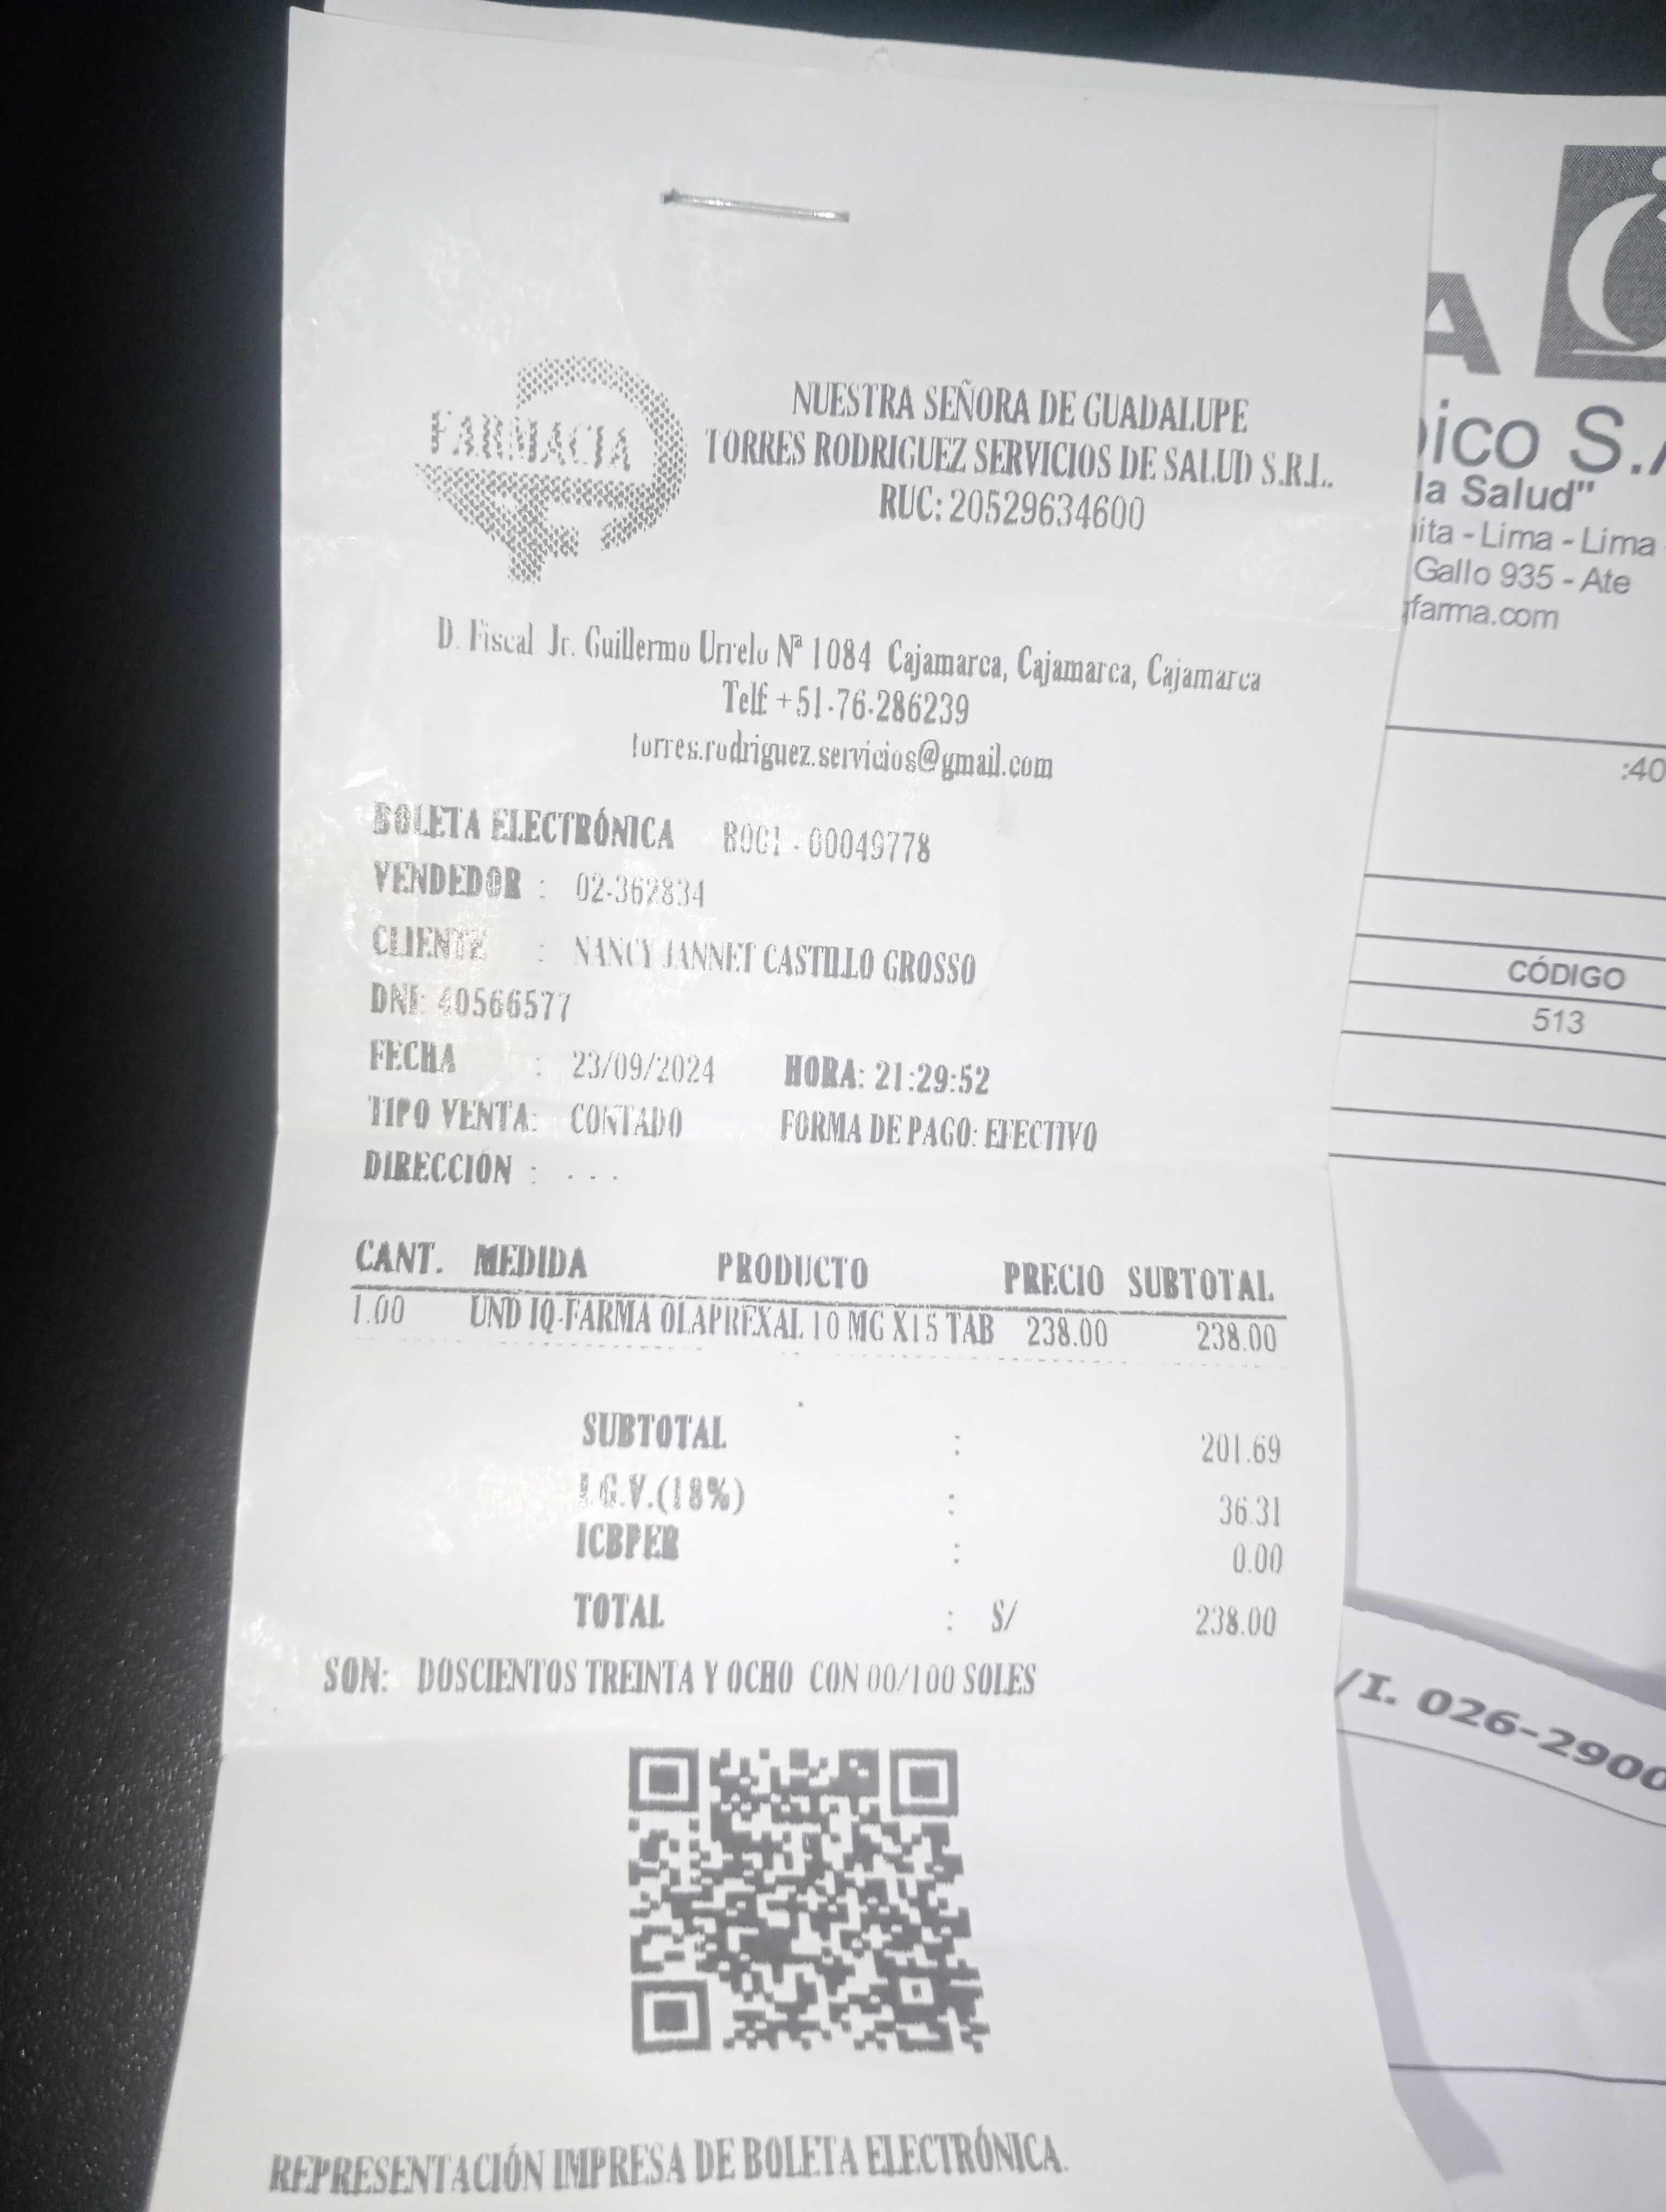 FARMACIA
NUESTRA SEÑORA DE GUADALUPE
TORRES RODRIGUEZ SERVICIOS DE SALUD S.R.L.
RUC: 20529634600
D. Fiscal Jr. Guillermo Urrelo Nª 1084 Cajamarca, Cajamarca, Cajamarca
Telf: +51-76-286239
torres.rodriguez.servicios@gmail.com
BOLETA ELECTRÓNICA B001 - 00049778
VENDEDOR : 02-362834
CLIENTE : NANCY JANNET CASTILLO GROSSO
DNI: 40566577
FECHA : 23/09/2024 HORA: 21:29:52
TIPO VENTA: CONTADO FORMA DE PAGO: EFECTIVO
DIRECCIÓN : - - -
CANT. MEDIDA PRODUCTO PRECIO SUBTOTAL
1.00 UND IQ-FARMA OLAPREXAL 10 MG X15 TAB 238.00 238.00
SUBTOTAL : 201.69
I.G.V.(18%) : 36.31
ICBPER : 0.00
TOTAL : S/ 238.00
SON: DOSCIENTOS TREINTA Y OCHO CON 00/100 SOLES
REPRESENTACIÓN IMPRESA DE BOLETA ELECTRÓNICA.
A
ico S.
la Salud"
ita - Lima - Lima
Gallo 935 - Ate
qfarma.com
:40
CÓDIGO
513
/I. 026-2900